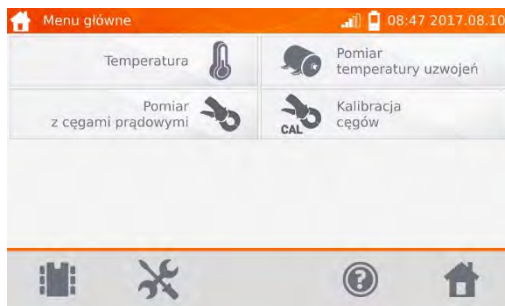 Menu główne
08:47 2017.08.10
Temperatura
Pomiar
temperatury uzwojeń
Pomiar
z cęgami prądowymi
CAL
Kalibracja
cęgów